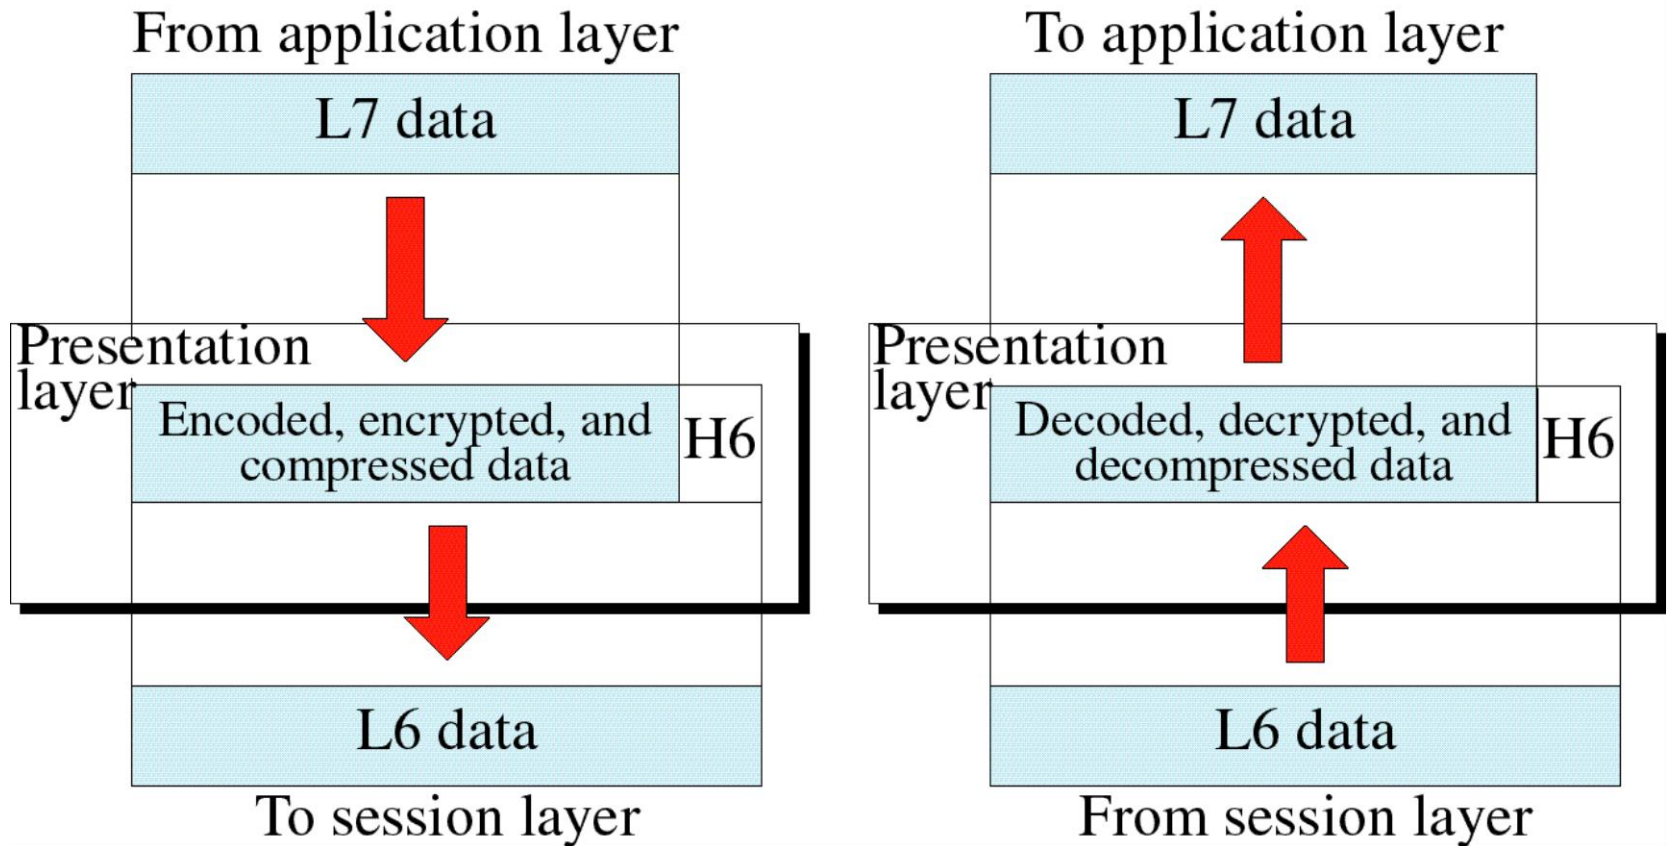 From application layer
L7 data
Presentation
layer
Encoded, encrypted, and
compressed data
H6
L6 data
To session layer
To application layer
L7 data
Presentation
layer
Decoded, decrypted, and
decompressed data
H6
L6 data
From session layer